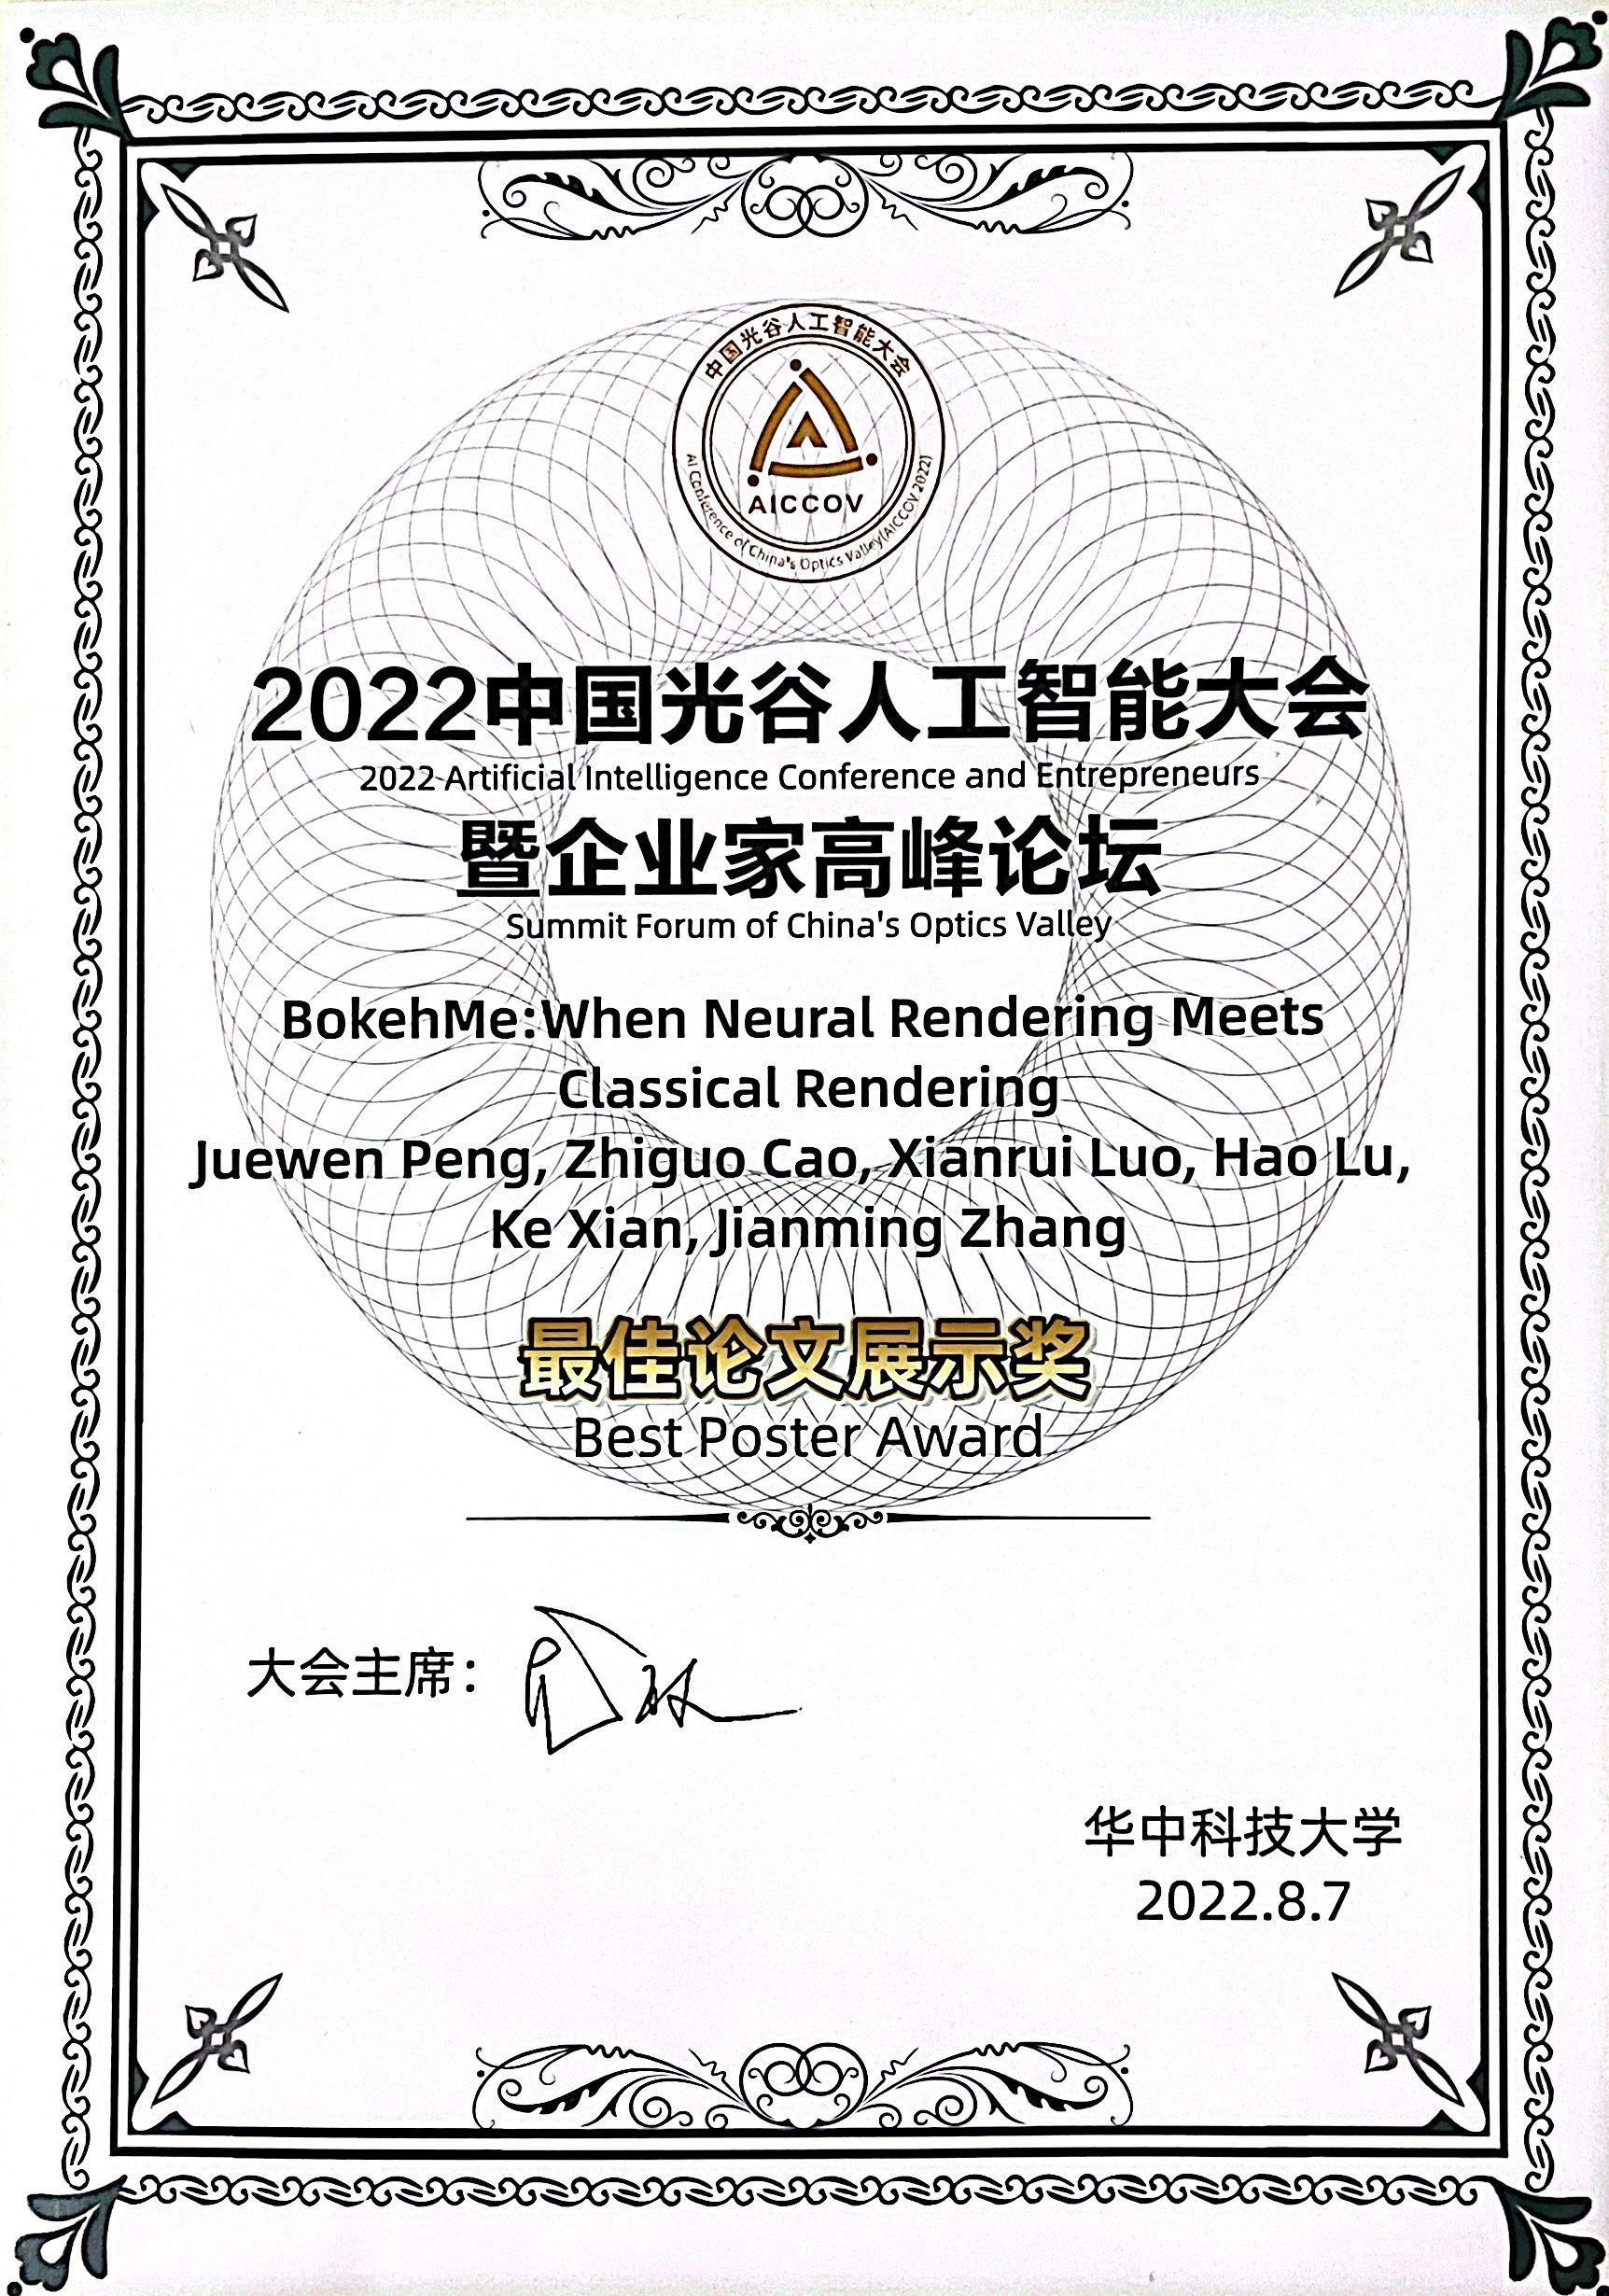 中国光谷人工智能大会
AICCOV
AI Conference of China's Optics Valley(AICCOV 2022)
2022中国光谷人工智能大会
2022 Artificial Intelligence Conference and Entrepreneurs
暨企业家高峰论坛
Summit Forum of China's Optics Valley
BokehMe:When Neural Rendering Meets
Classical Rendering
Juewen Peng, Zhiguo Cao, Xianrui Luo, Hao Lu,
Ke Xian, Jianming Zhang
最佳论文展示奖
Best Poster Award
大会主席：
华中科技大学
2022.8.7